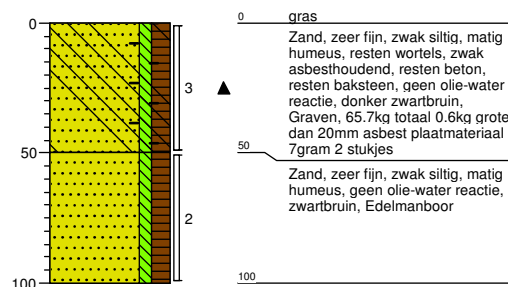 0
50
100
3
2
0
gras
Zand, zeer fijn, zwak siltig, matig
humeus, resten wortels, zwak
asbesthoudend, resten beton,
resten baksteen, geen olie-water
reactie, donker zwartbruin,
Graven, 65.7kg totaal 0.6kg grote
dan 20mm asbest plaatmateriaal
7gram 2 stukjes
50
Zand, zeer fijn, zwak siltig, matig
humeus, geen olie-water reactie,
zwartbruin, Edelmanboor
100